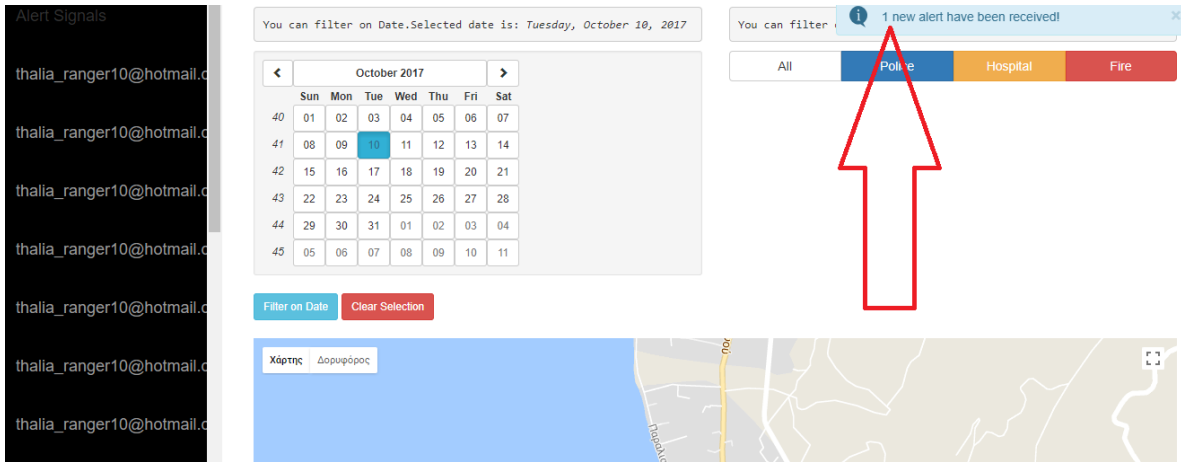 Alert Signals
thalia_ranger10@hotmail.c
thalia_ranger10@hotmail.c
thalia_ranger10@hotmail.c
thalia_ranger10@hotmail.c
thalia_ranger10@hotmail.c
thalia_ranger10@hotmail.c
thalia_ranger10@hotmail.c
You can filter on Date.Selected date is: Tuesday, October 10, 2017
October 2017
Sun Mon Tue Wed Thu Fri Sat
40 01 02 03 04 05 06 07
41 08 09 10 11 12 13 14
42 15 16 17 18 19 20 21
43 22 23 24 25 26 27 28
44 29 30 31 01 02 03 04
45 05 06 07 08 09 10 11
Filter on Date Clear Selection
You can filter
1 new alert have been received!
All Police Hospital Fire
Χάρτης Δορυφόρος